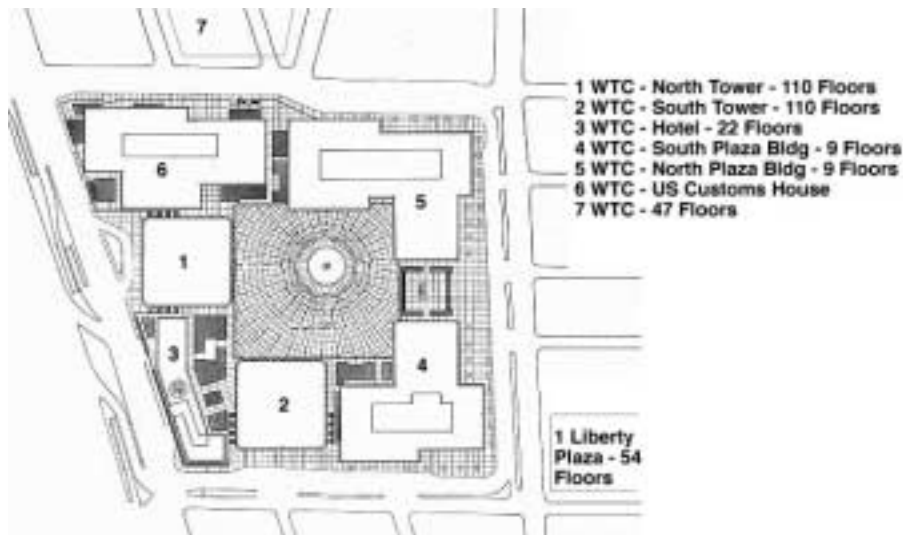 7
1 WTC - North Tower - 110 Floors
2 WTC - South Tower - 110 Floors
3 WTC - Hotel - 22 Floors
4 WTC - South Plaza Bldg - 9 Floors
5 WTC - North Plaza Bldg - 9 Floors
6 WTC - US Customs House
7 WTC - 47 Floors
6
5
1
3
4
2
1 Liberty
Plaza - 54
Floors